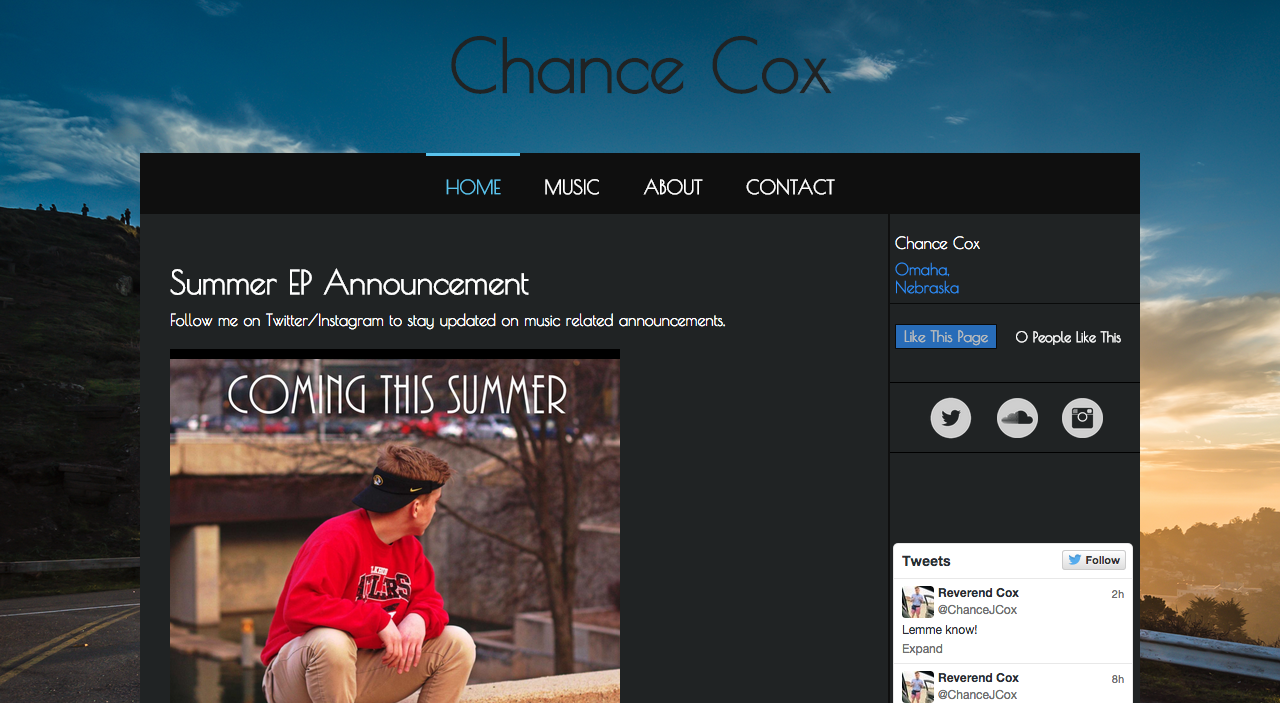 Chance Cox
HOME MUSIC ABOUT CONTACT
Summer EP Announcement
Follow me on Twitter/Instagram to stay updated on music related announcements.
COMING THIS SUMMER
Chance Cox
Omaha,
Nebraska
Like This Page 0 People Like This
Tweets Follow
Reverend Cox 2h
@ChanceJCox
Lemme know!
Expand
Reverend Cox 8h
@ChanceJCox